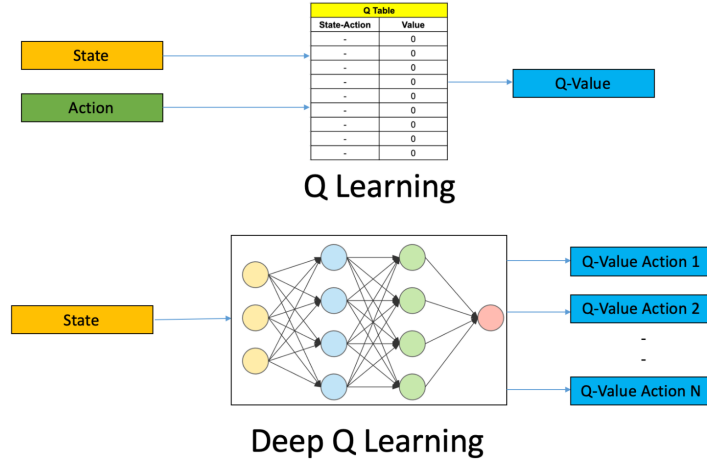 Q Table
State-Action Value
- 0
- 0
- 0
- 0
- 0
- 0
- 0
- 0
- 0
State
Action
Q-Value
Q Learning
State
Q-Value Action 1
Q-Value Action 2
-
-
Q-Value Action N
Deep Q Learning